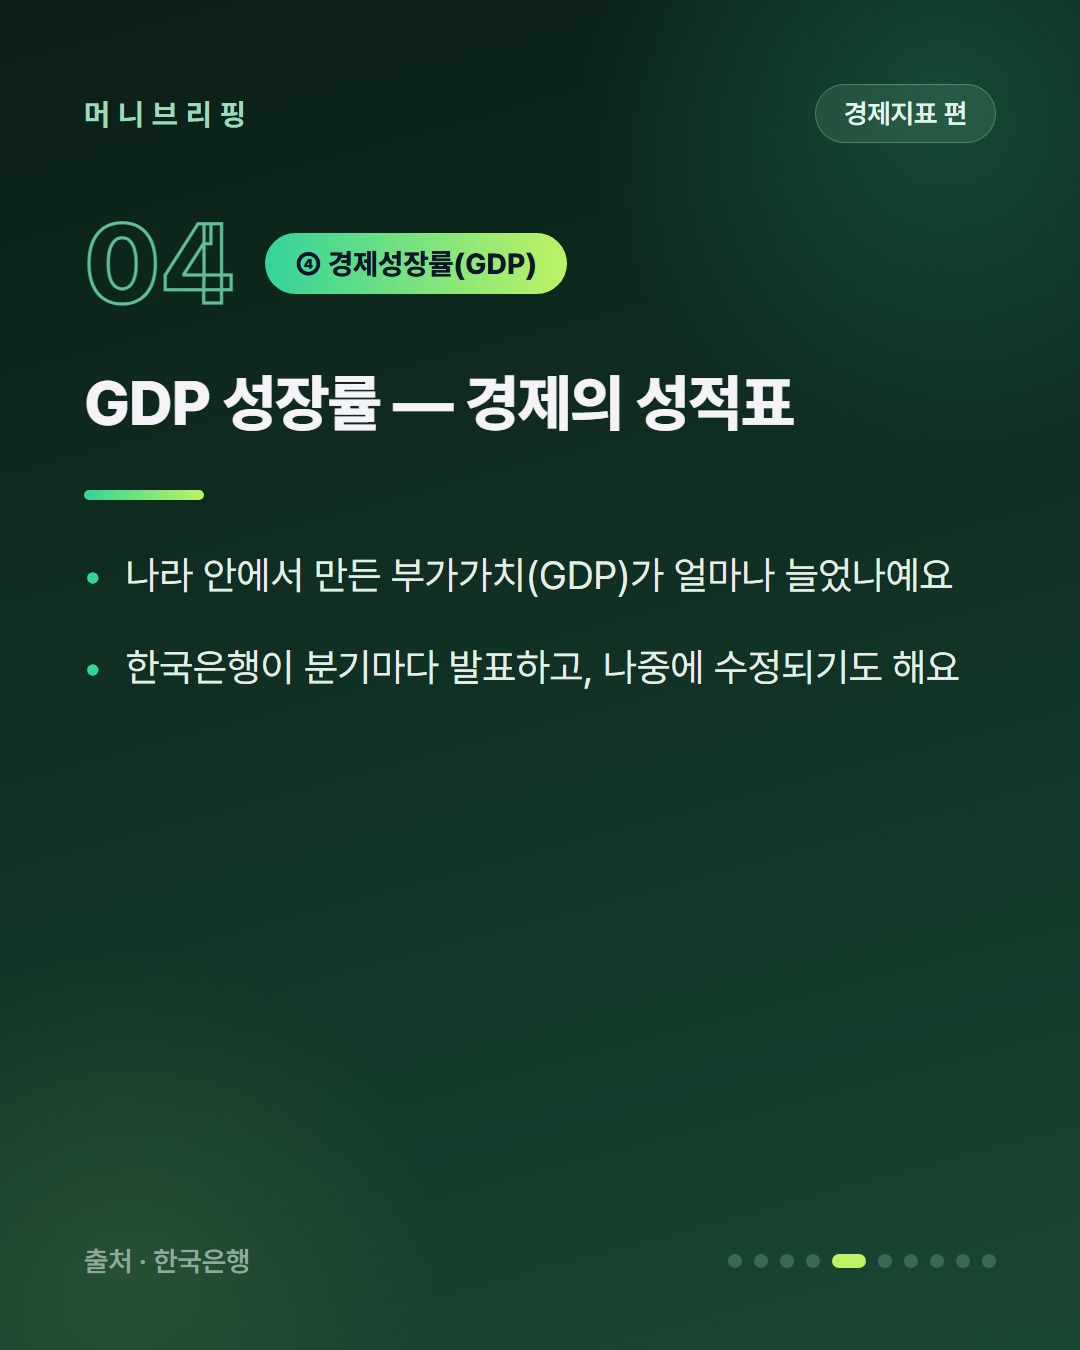 머니브리핑
경제지표 편
04
④ 경제성장률(GDP)
GDP 성장률 — 경제의 성적표
• 나라 안에서 만든 부가가치(GDP)가 얼마나 늘었나예요
• 한국은행이 분기마다 발표하고, 나중에 수정되기도 해요
출처 · 한국은행